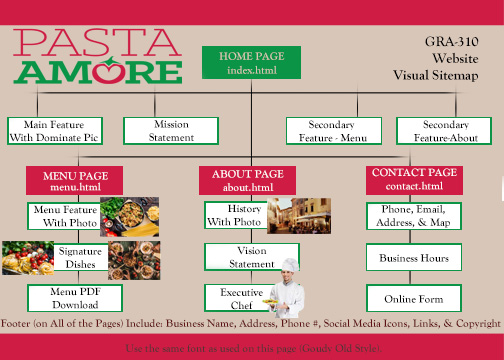 PASTA
AMORE
HOME PAGE
index.html
GRA-310
Website
Visual Sitemap
Main Feature
With Dominate Pic
Mission
Statement
Secondary
Feature - Menu
Secondary
Feature-About
MENU PAGE
menu.html
ABOUT PAGE
about.html
CONTACT PAGE
contact.html
Menu Feature
With Photo
History
With Photo
Phone, Email,
Address, & Map
Signature
Dishes
Vision
Statement
Business Hours
Menu PDF
Download
Executive
Chef
Online Form
Footer (on All of the Pages) Include: Business Name, Address, Phone #, Social Media Icons, Links, & Copyright
Use the same font as used on this page (Goudy Old Style).